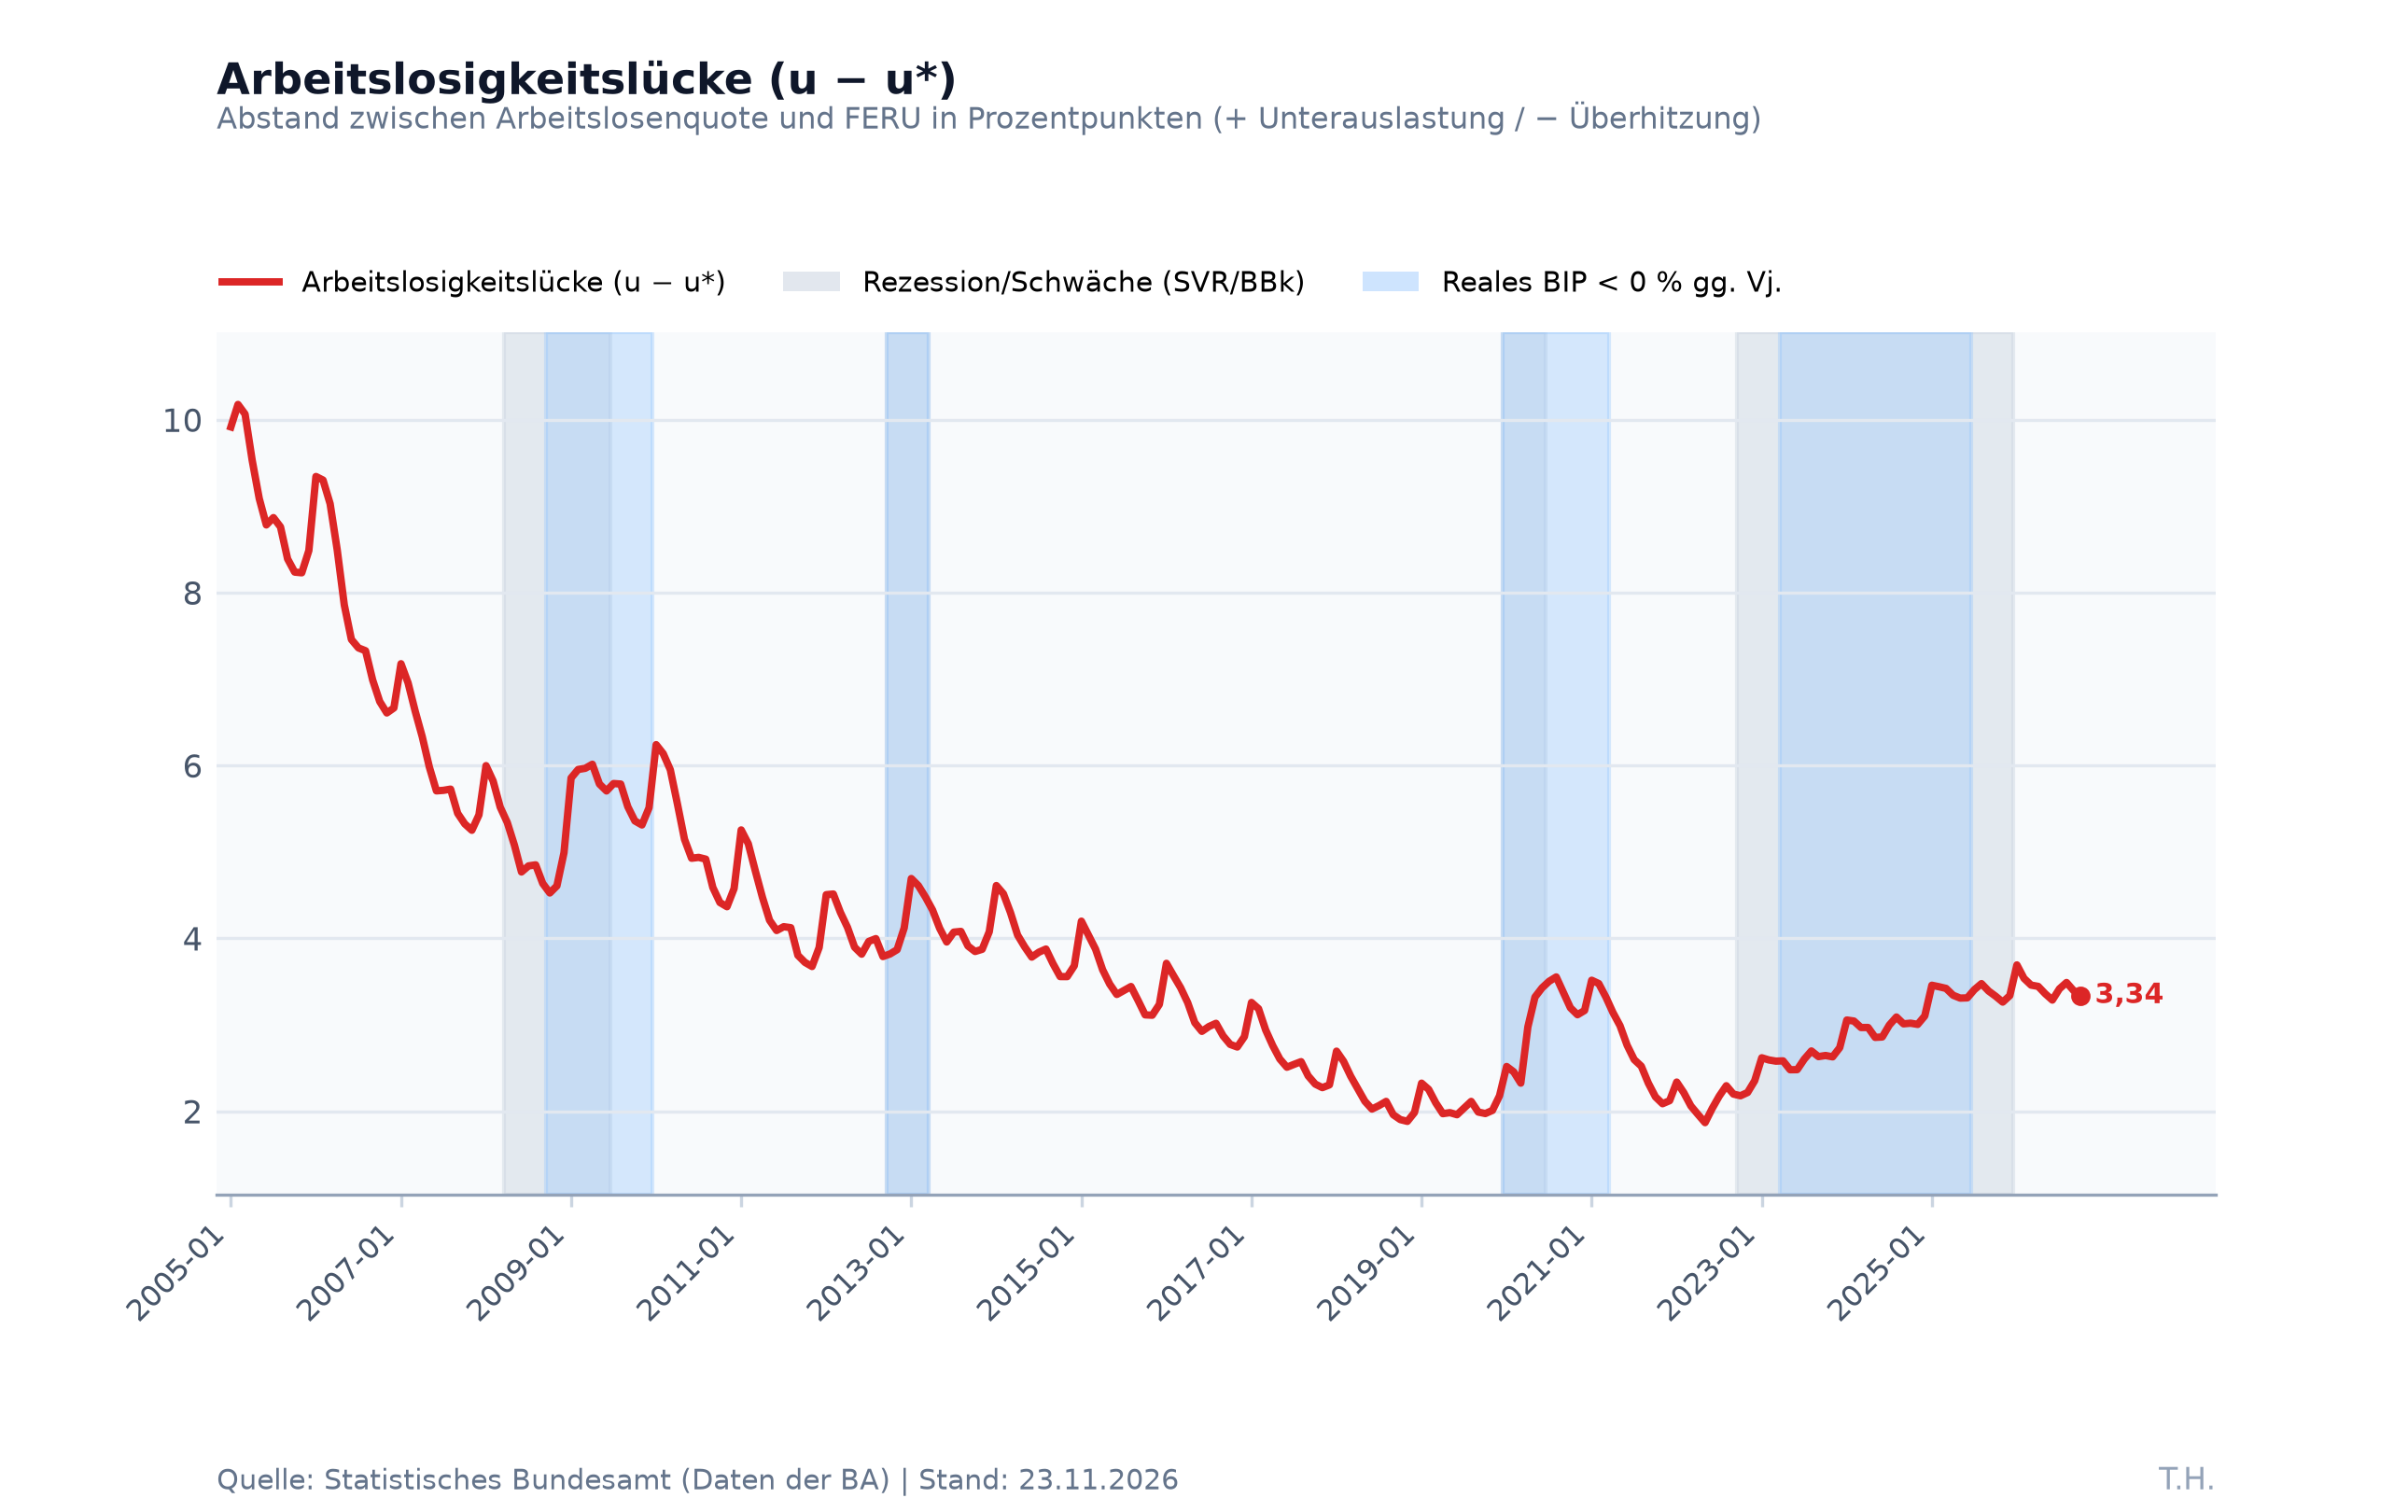 Arbeitslosigkeitslücke (u − u*)
Abstand zwischen Arbeitslosenquote und FERU in Prozentpunkten (+ Unterauslastung / − Überhitzung)
Arbeitslosigkeitslücke (u − u*)
Rezession/Schwäche (SVR/BBk)
Reales BIP < 0 % gg. Vj.
10
8
6
4
2
3,34
2005-01
2007-01
2009-01
2011-01
2013-01
2015-01
2017-01
2019-01
2021-01
2023-01
2025-01
Quelle: Statistisches Bundesamt (Daten der BA) | Stand: 23.11.2026
T.H.